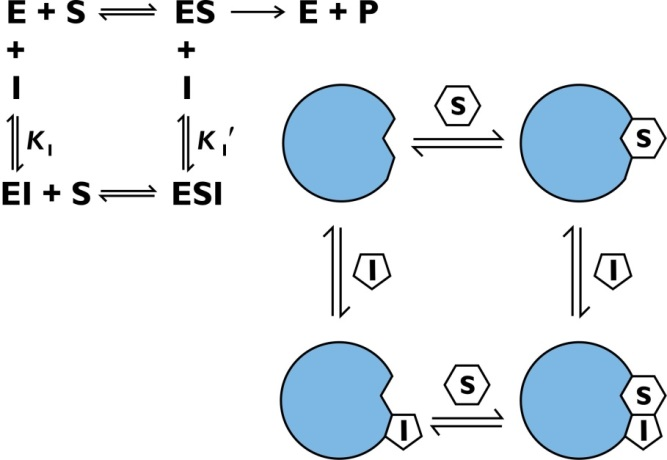 E + S ⇌ ES ⟶ E + P
+ +
I I
K_I K_I′
EI + S ⇌ ESI
S
S
I
I
S
S
I
I